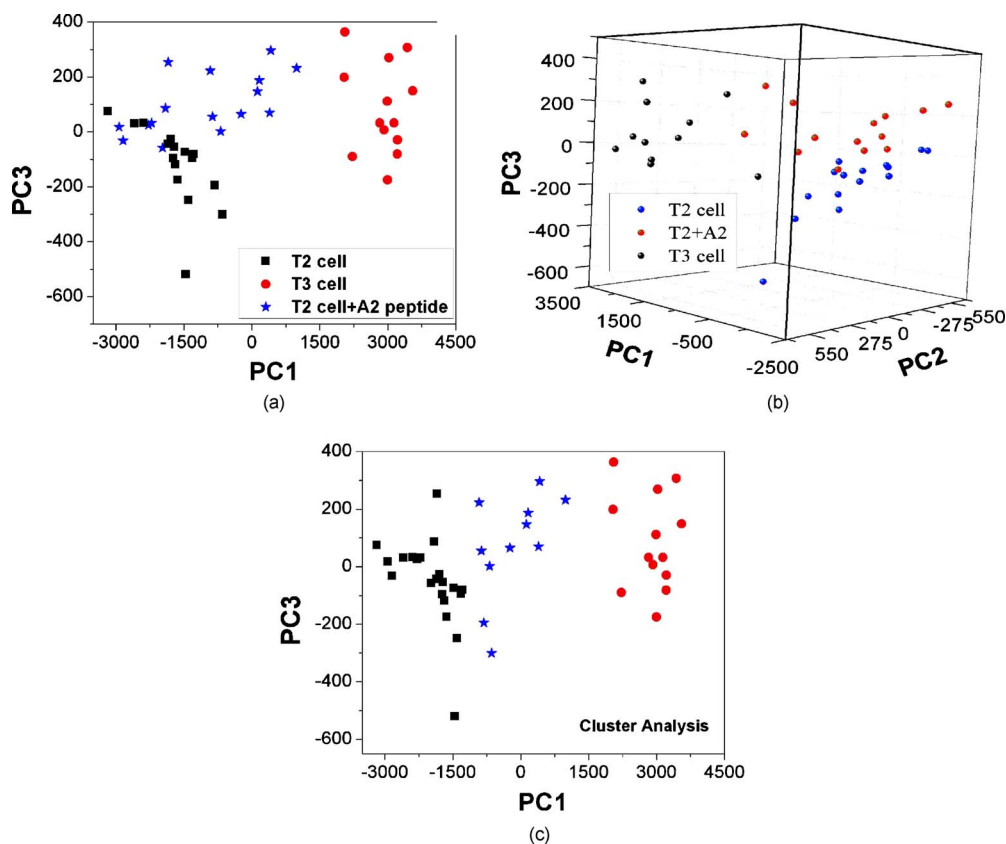 400
200
0
-200
-400
-600
PC3
-3000 -1500 0 1500 3000 4500
PC1
T2 cell
T3 cell
T2 cell+A2 peptide
(a)
400
200
0
-200
-400
-600
PC3
3500
1500
-500
-2500
PC1
550
275
0
-275
550
PC2
T2 cell
T2+A2
T3 cell
(b)
400
200
0
-200
-400
-600
PC3
-3000 -1500 0 1500 3000 4500
PC1
Cluster Analysis
(c)